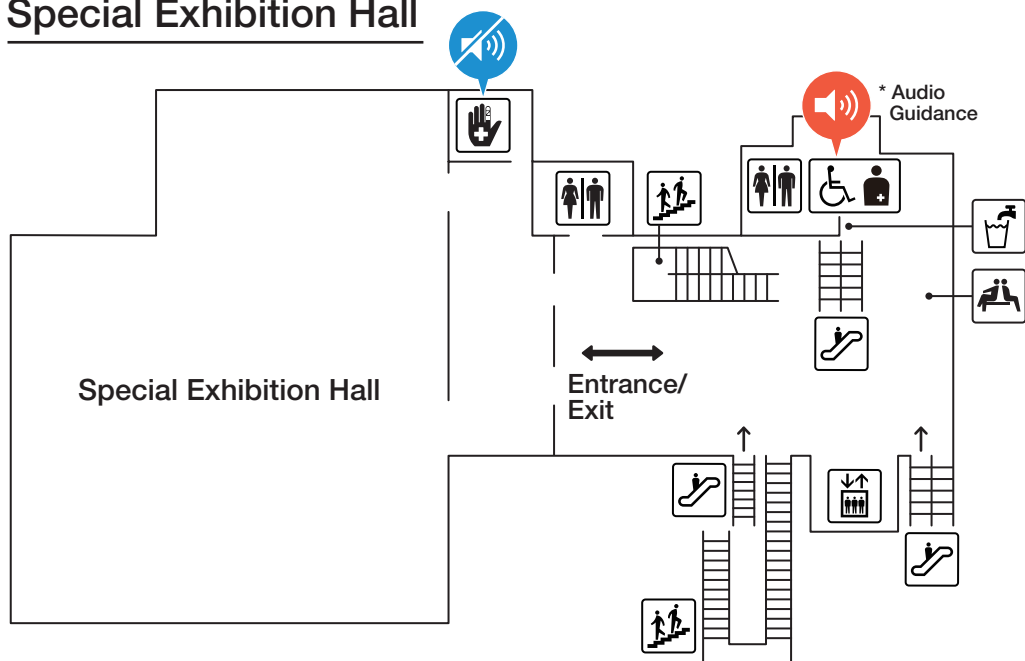 Special Exhibition Hall
* Audio
Guidance
Special Exhibition Hall
Entrance/
Exit